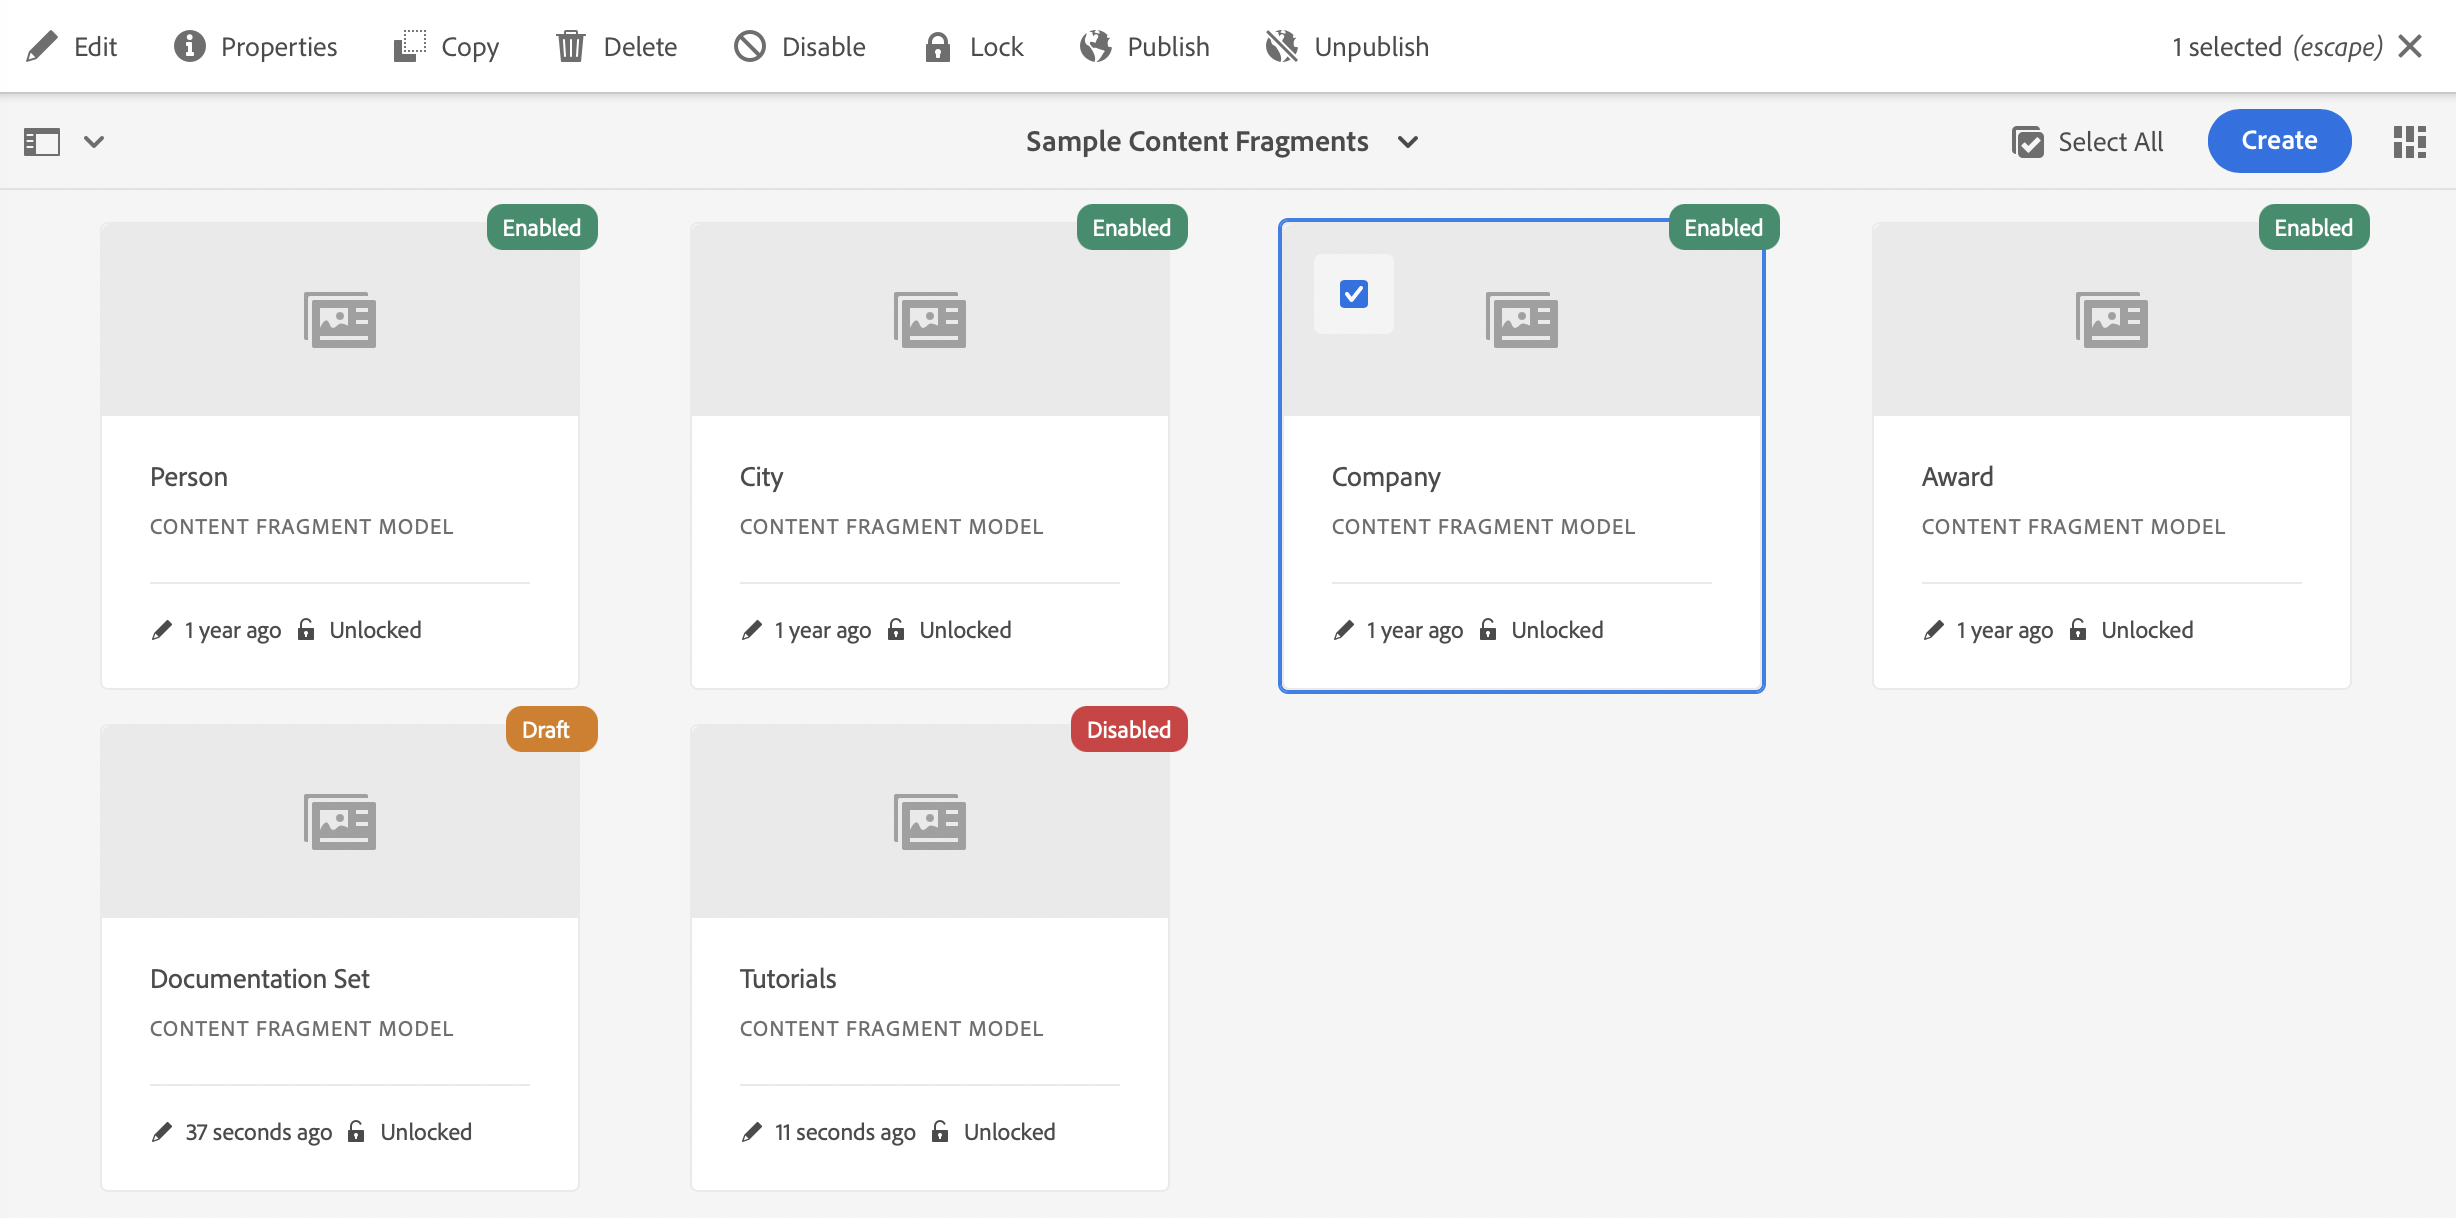 Edit Properties Copy Delete Disable Lock Publish Unpublish 1 selected (escape)
Sample Content Fragments Select All Create
Enabled Enabled Enabled Enabled
Person City Company Award
CONTENT FRAGMENT MODEL CONTENT FRAGMENT MODEL CONTENT FRAGMENT MODEL CONTENT FRAGMENT MODEL
1 year ago Unlocked 1 year ago Unlocked 1 year ago Unlocked 1 year ago Unlocked
Draft Disabled
Documentation Set Tutorials
CONTENT FRAGMENT MODEL CONTENT FRAGMENT MODEL
37 seconds ago Unlocked 11 seconds ago Unlocked